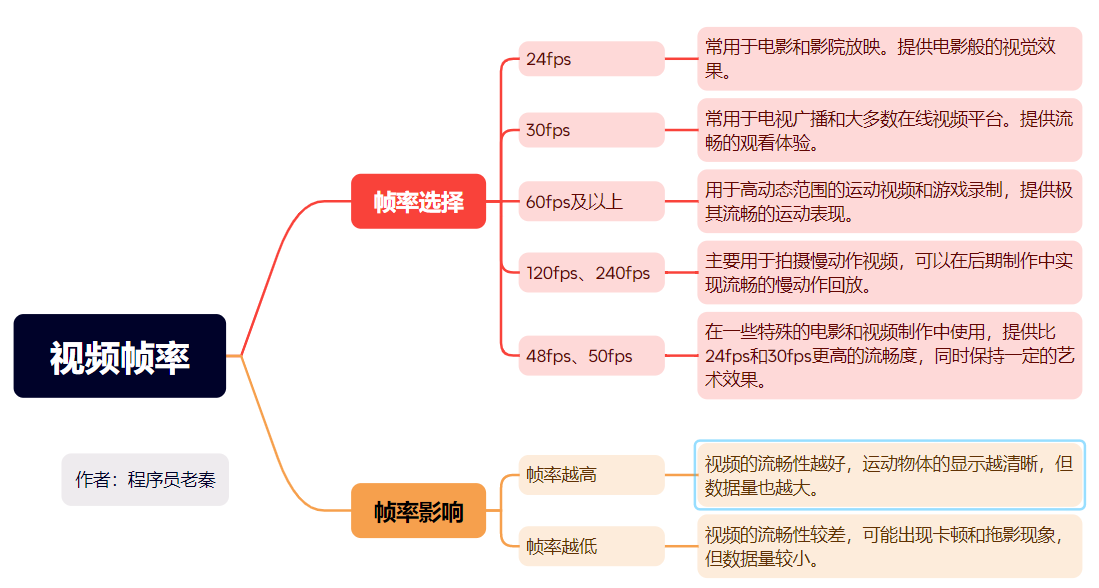 视频帧率
作者：程序员老秦
帧率选择
24fps
常用于电影和影院放映。提供电影般的视觉效
果。
30fps
常用于电视广播和大多数在线视频平台。提供流
畅的观看体验。
60fps及以上
用于高动态范围的运动视频和游戏录制，提供极
其流畅的运动表现。
120fps、240fps
主要用于拍摄慢动作视频，可以在后期制作中实
现流畅的慢动作回放。
48fps、50fps
在一些特殊的电影和视频制作中使用，提供比
24fps和30fps更高的流畅度，同时保持一定的艺
术效果。
帧率影响
帧率越高
视频的流畅性越好，运动物体的显示越清晰，但
数据量也越大。
帧率越低
视频的流畅性较差，可能出现卡顿和拖影现象，
但数据量较小。